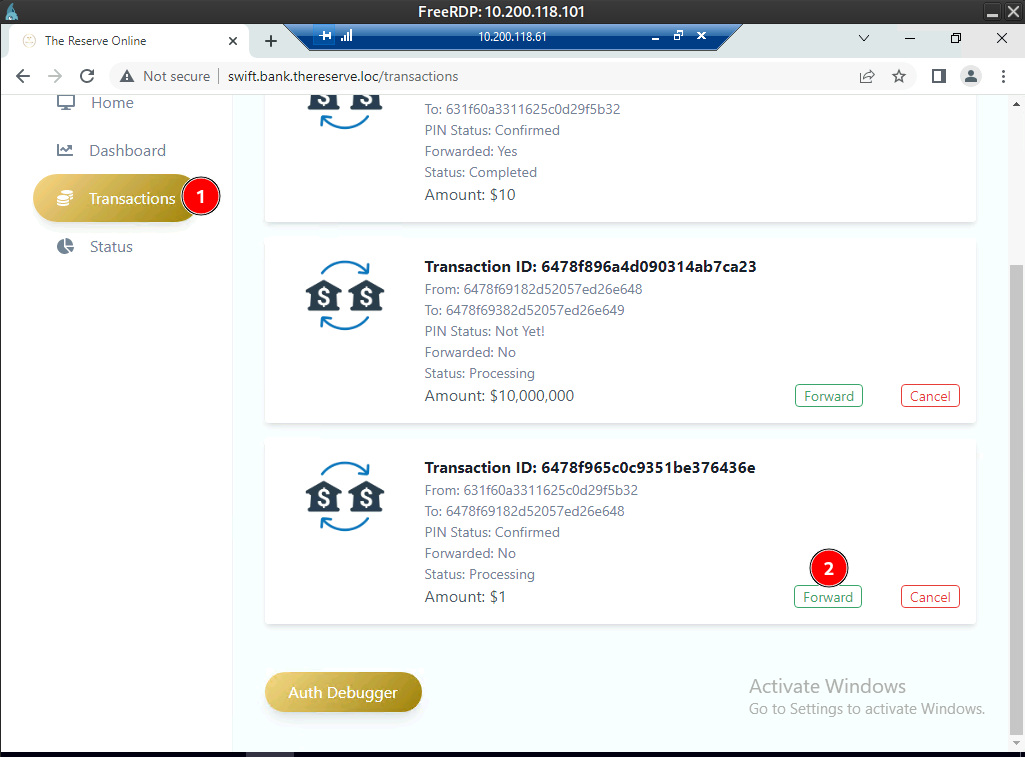 FreeRDP: 10.200.118.101
The Reserve Online
10.200.118.61
Not secure
swift.bank.thereserve.loc/transactions
Home
Dashboard
Transactions
1
Status
To: 631f60a3311625c0d29f5b32
PIN Status: Confirmed
Forwarded: Yes
Status: Completed
Amount: $10
Transaction ID: 6478f896a4d090314ab7ca23
From: 6478f69182d52057ed26e648
To: 6478f69382d52057ed26e649
PIN Status: Not Yet!
Forwarded: No
Status: Processing
Amount: $10,000,000
Forward
Cancel
Transaction ID: 6478f965c0c9351be376436e
From: 631f60a3311625c0d29f5b32
To: 6478f69182d52057ed26e648
PIN Status: Confirmed
Forwarded: No
Status: Processing
Amount: $1
2
Forward
Cancel
Auth Debugger
Activate Windows
Go to Settings to activate Windows.